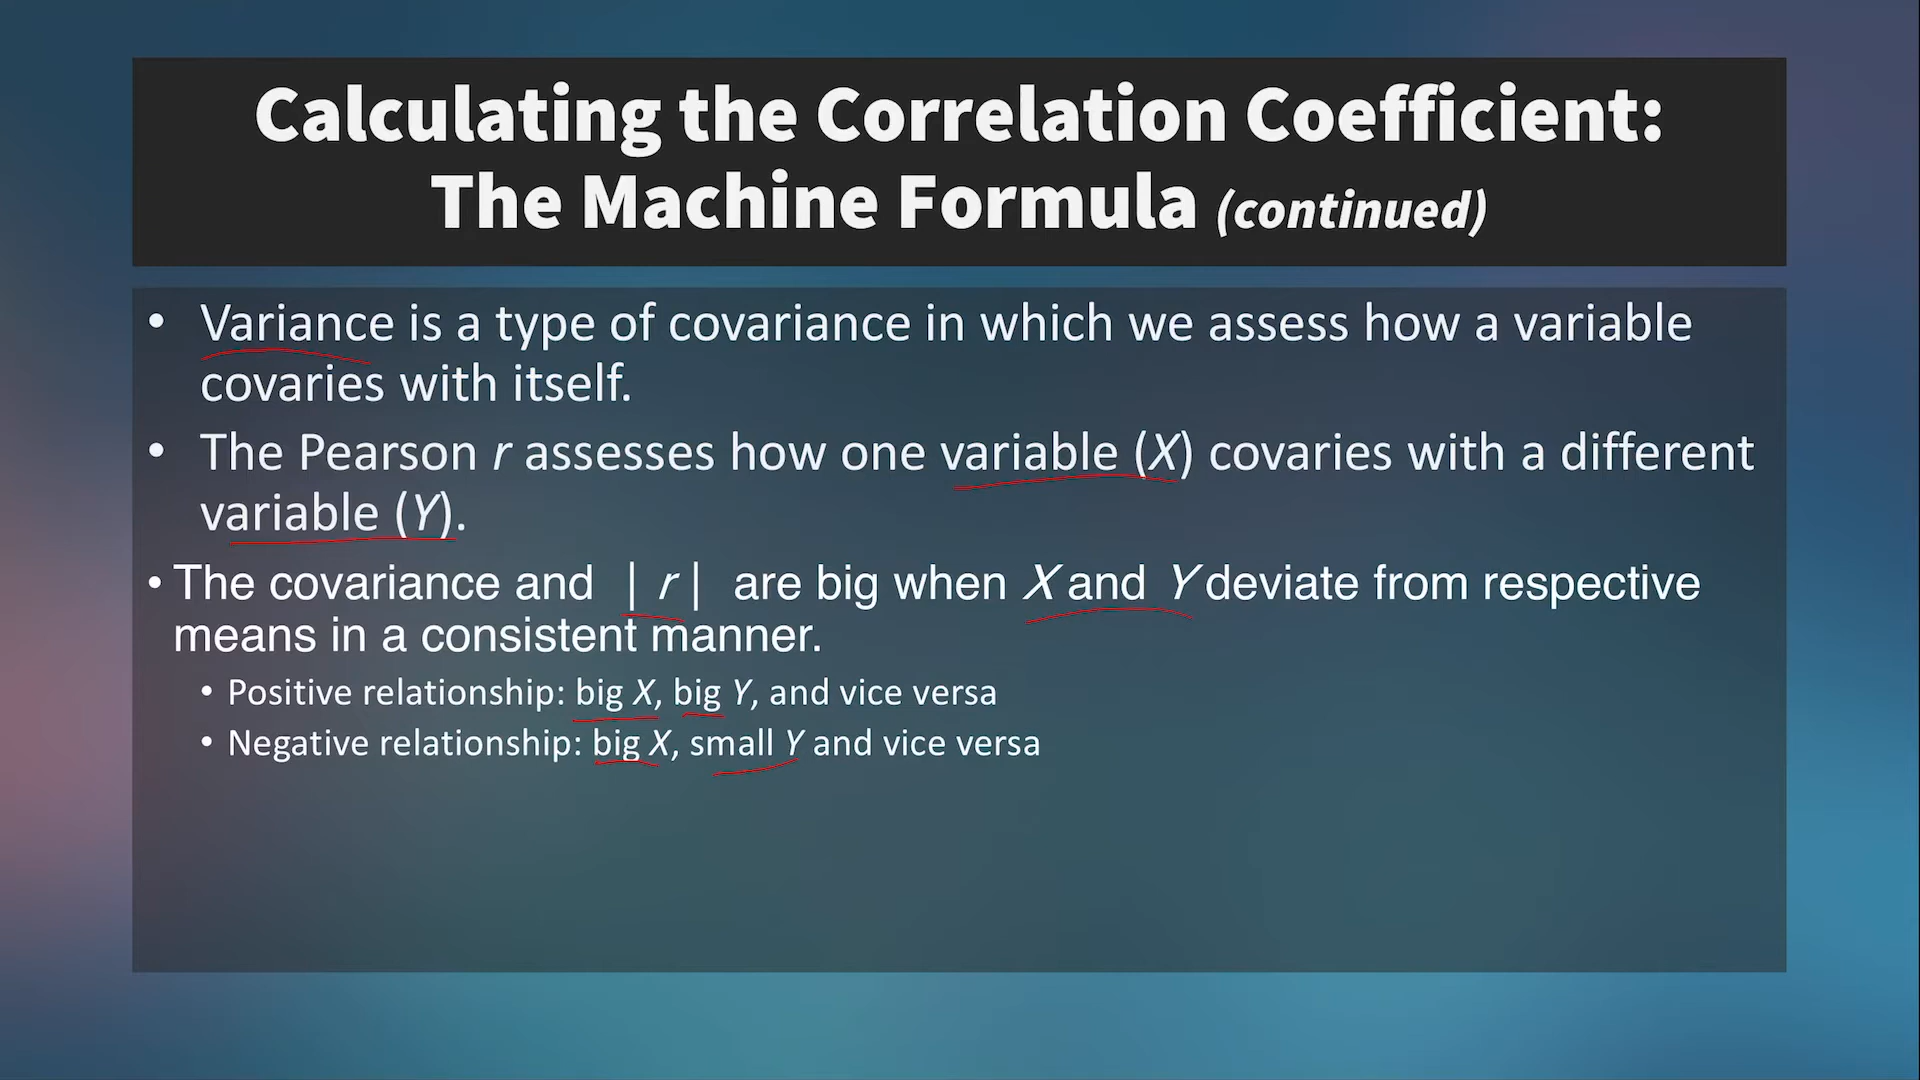 Calculating the Correlation Coefficient:
The Machine Formula (continued)
• Variance is a type of covariance in which we assess how a variable
covaries with itself.
• The Pearson r assesses how one variable (X) covaries with a different
variable (Y).
• The covariance and | r | are big when X and Y deviate from respective
means in a consistent manner.
• Positive relationship: big X, big Y, and vice versa
• Negative relationship: big X, small Y and vice versa